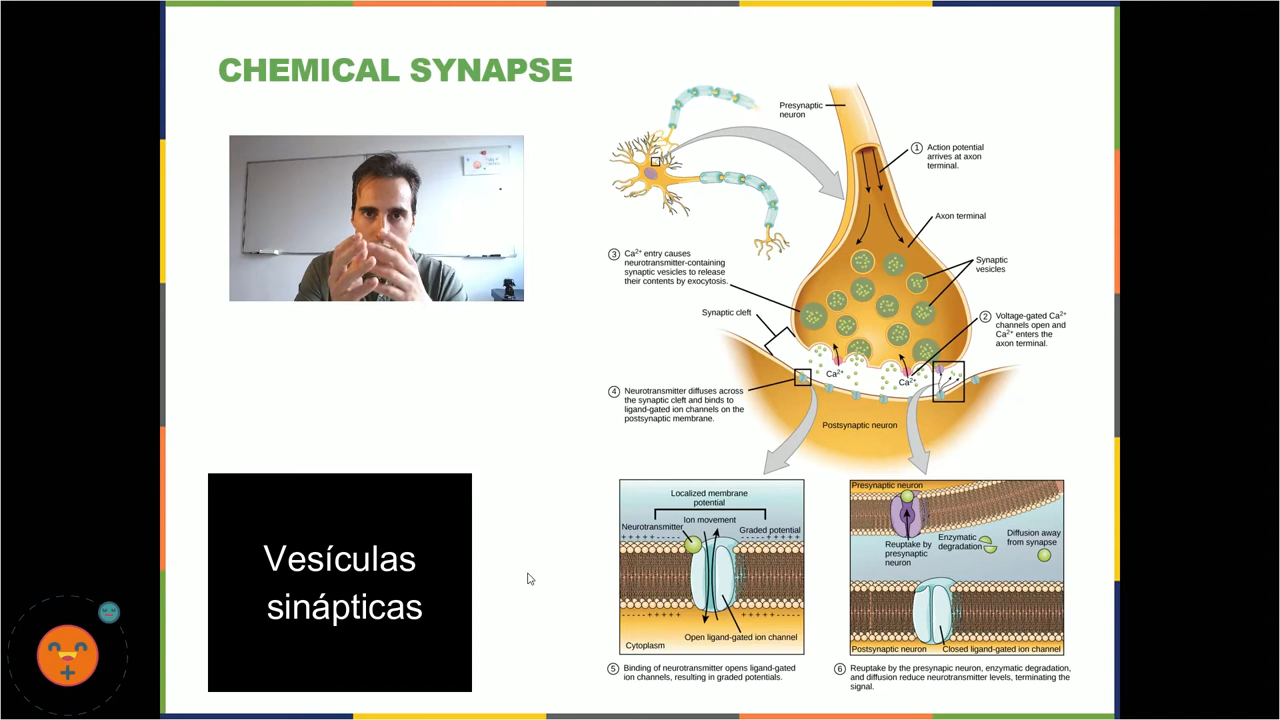 CHEMICAL SYNAPSE
Presynaptic
neuron
1 Action potential
arrives at axon
terminal.
Axon terminal
3 Ca2+ entry causes
neurotransmitter-containing
synaptic vesicles to release
their contents by exocytosis.
Synaptic
vesicles
Synaptic cleft
2 Voltage-gated Ca2+
channels open and
Ca2+ enters the
axon terminal.
Ca2+
Ca2+
4 Neurotransmitter diffuses across
the synaptic cleft and binds to
ligand-gated ion channels on the
postsynaptic membrane.
Postsynaptic neuron
Vesículas
sinápticas
Localized membrane
potential
Ion movement
Neurotransmitter
Graded potential
Open ligand-gated ion channel
Cytoplasm
5 Binding of neurotransmitter opens ligand-gated
ion channels, resulting in graded potentials.
Presynaptic neuron
Reuptake by
presynaptic
neuron
Enzymatic
degradation
Diffusion away
from synapse
Postsynaptic neuron
Closed ligand-gated ion channel
6 Reuptake by the presynapic neuron, enzymatic degradation,
and diffusion reduce neurotransmitter levels, terminating the
signal.